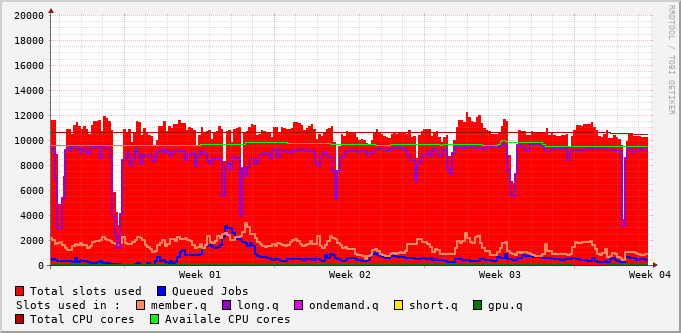 RRDTOOL / TOBI OETIKER
20000
18000
16000
14000
12000
10000
8000
6000
4000
2000
0
Week 01 Week 02 Week 03 Week 04
Total slots used Queued Jobs
Slots used in : member.q long.q ondemand.q short.q gpu.q
Total CPU cores Availale CPU cores